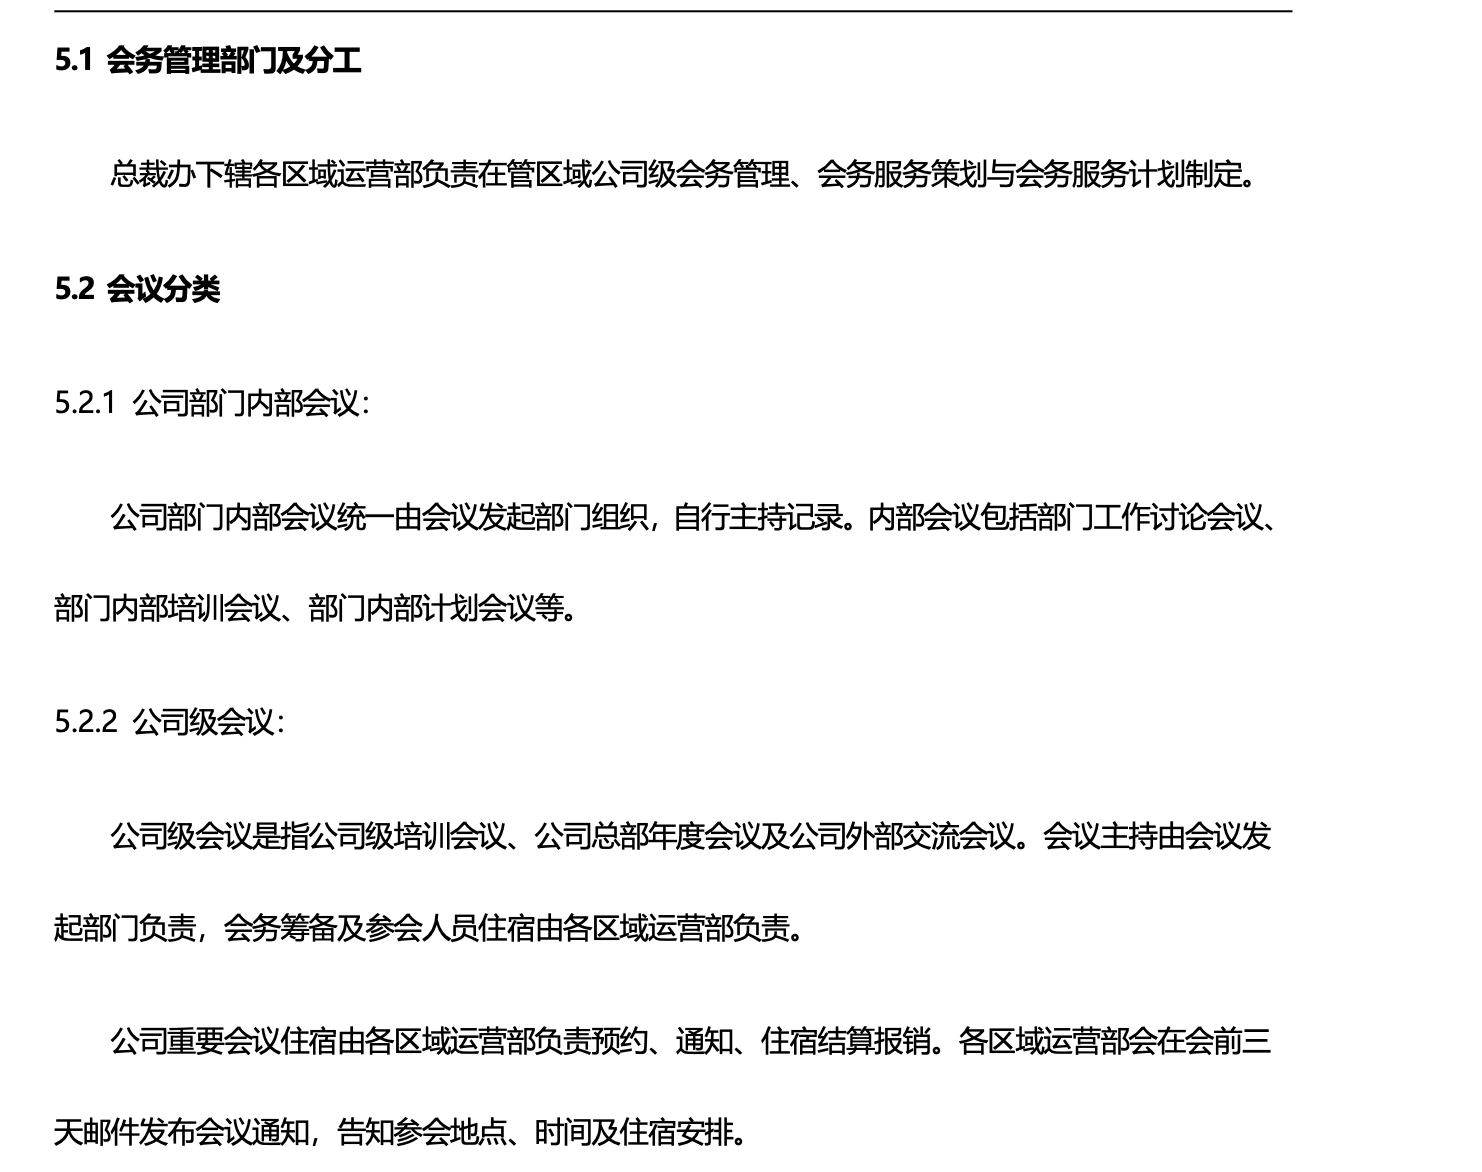 5.1 会务管理部门及分工
总裁办下辖各区域运营部负责在管区域公司级会务管理、会务服务策划与会务服务计划制定。
5.2 会议分类
5.2.1 公司部门内部会议：
公司部门内部会议统一由会议发起部门组织，自行主持记录。内部会议包括部门工作讨论会议、
部门内部培训会议、部门内部计划会议等。
5.2.2 公司级会议：
公司级会议是指公司级培训会议、公司总部年度会议及公司外部交流会议。会议主持由会议发
起部门负责，会务筹备及参会人员住宿由各区域运营部负责。
公司重要会议住宿由各区域运营部负责预约、通知、住宿结算报销。各区域运营部会在会前三
天邮件发布会议通知，告知参会地点、时间及住宿安排。